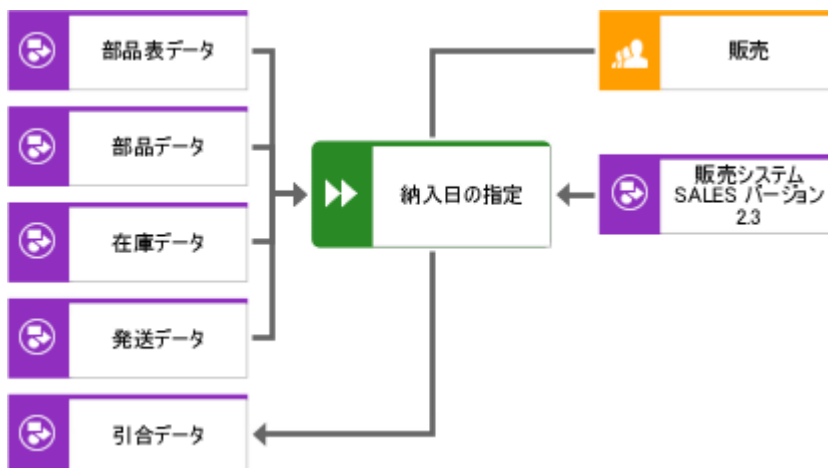 部品表データ
部品データ
在庫データ
発送データ
引合データ
納入日の指定
販売
販売システム
SALES バージョン
2.3